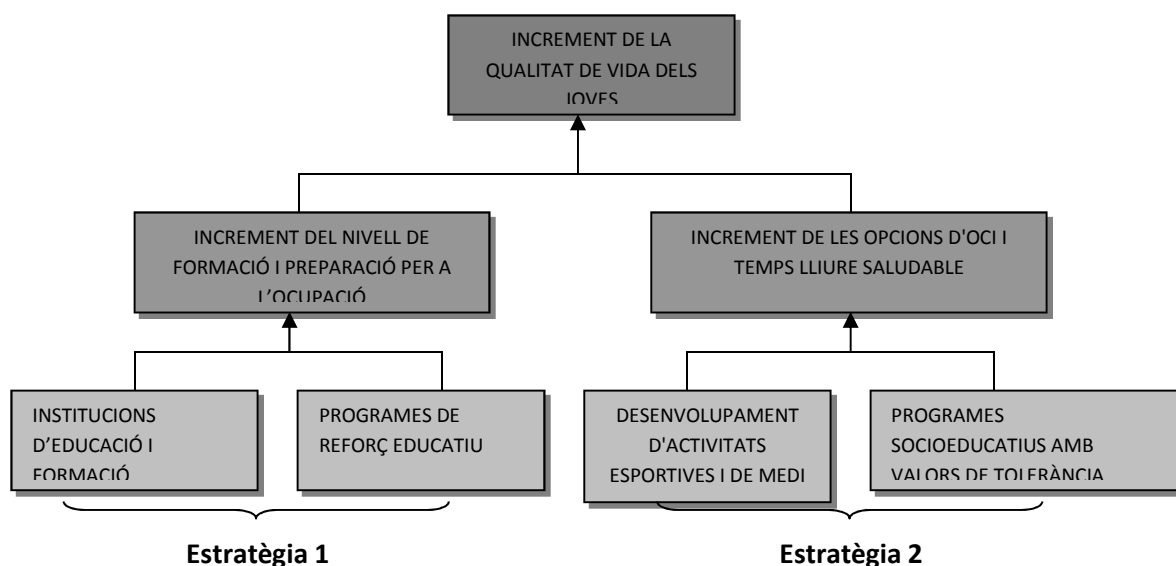 INCREMENT DE LA
QUALITAT DE VIDA DELS
JOVES
INCREMENT DEL NIVELL DE
FORMACIÓ I PREPARACIÓ PER A
L’OCUPACIÓ
INCREMENT DE LES OPCIONS D'OCI I
TEMPS LLIURE SALUDABLE
INSTITUCIONS
D’EDUCACIÓ I
FORMACIÓ
PROGRAMES DE
REFORÇ EDUCATIU
DESENVOLUPAMENT
D'ACTIVITATS
ESPORTIVES I DE MEDI
PROGRAMES
SOCIOEDUCATIUS AMB
VALORS DE TOLERÀNCIA
Estratègia 1
Estratègia 2